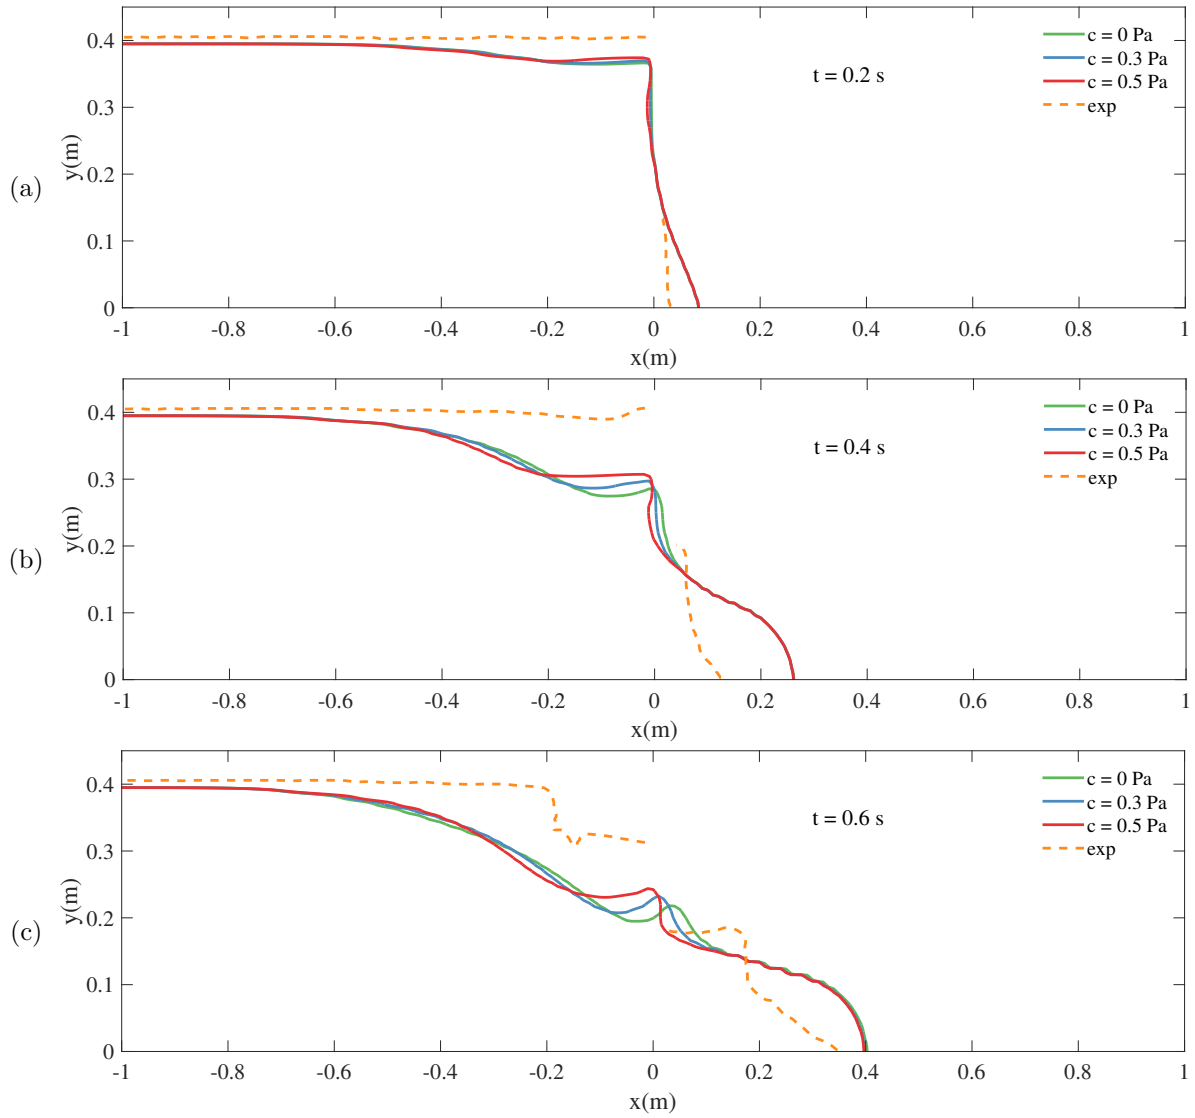 (a)
y(m)
0.4
0.3
0.2
0.1
0
t = 0.2 s
c = 0 Pa
c = 0.3 Pa
c = 0.5 Pa
exp
-1 -0.8 -0.6 -0.4 -0.2 0 0.2 0.4 0.6 0.8 1
x(m)
(b)
y(m)
0.4
0.3
0.2
0.1
0
t = 0.4 s
c = 0 Pa
c = 0.3 Pa
c = 0.5 Pa
exp
-1 -0.8 -0.6 -0.4 -0.2 0 0.2 0.4 0.6 0.8 1
x(m)
(c)
y(m)
0.4
0.3
0.2
0.1
0
t = 0.6 s
c = 0 Pa
c = 0.3 Pa
c = 0.5 Pa
exp
-1 -0.8 -0.6 -0.4 -0.2 0 0.2 0.4 0.6 0.8 1
x(m)